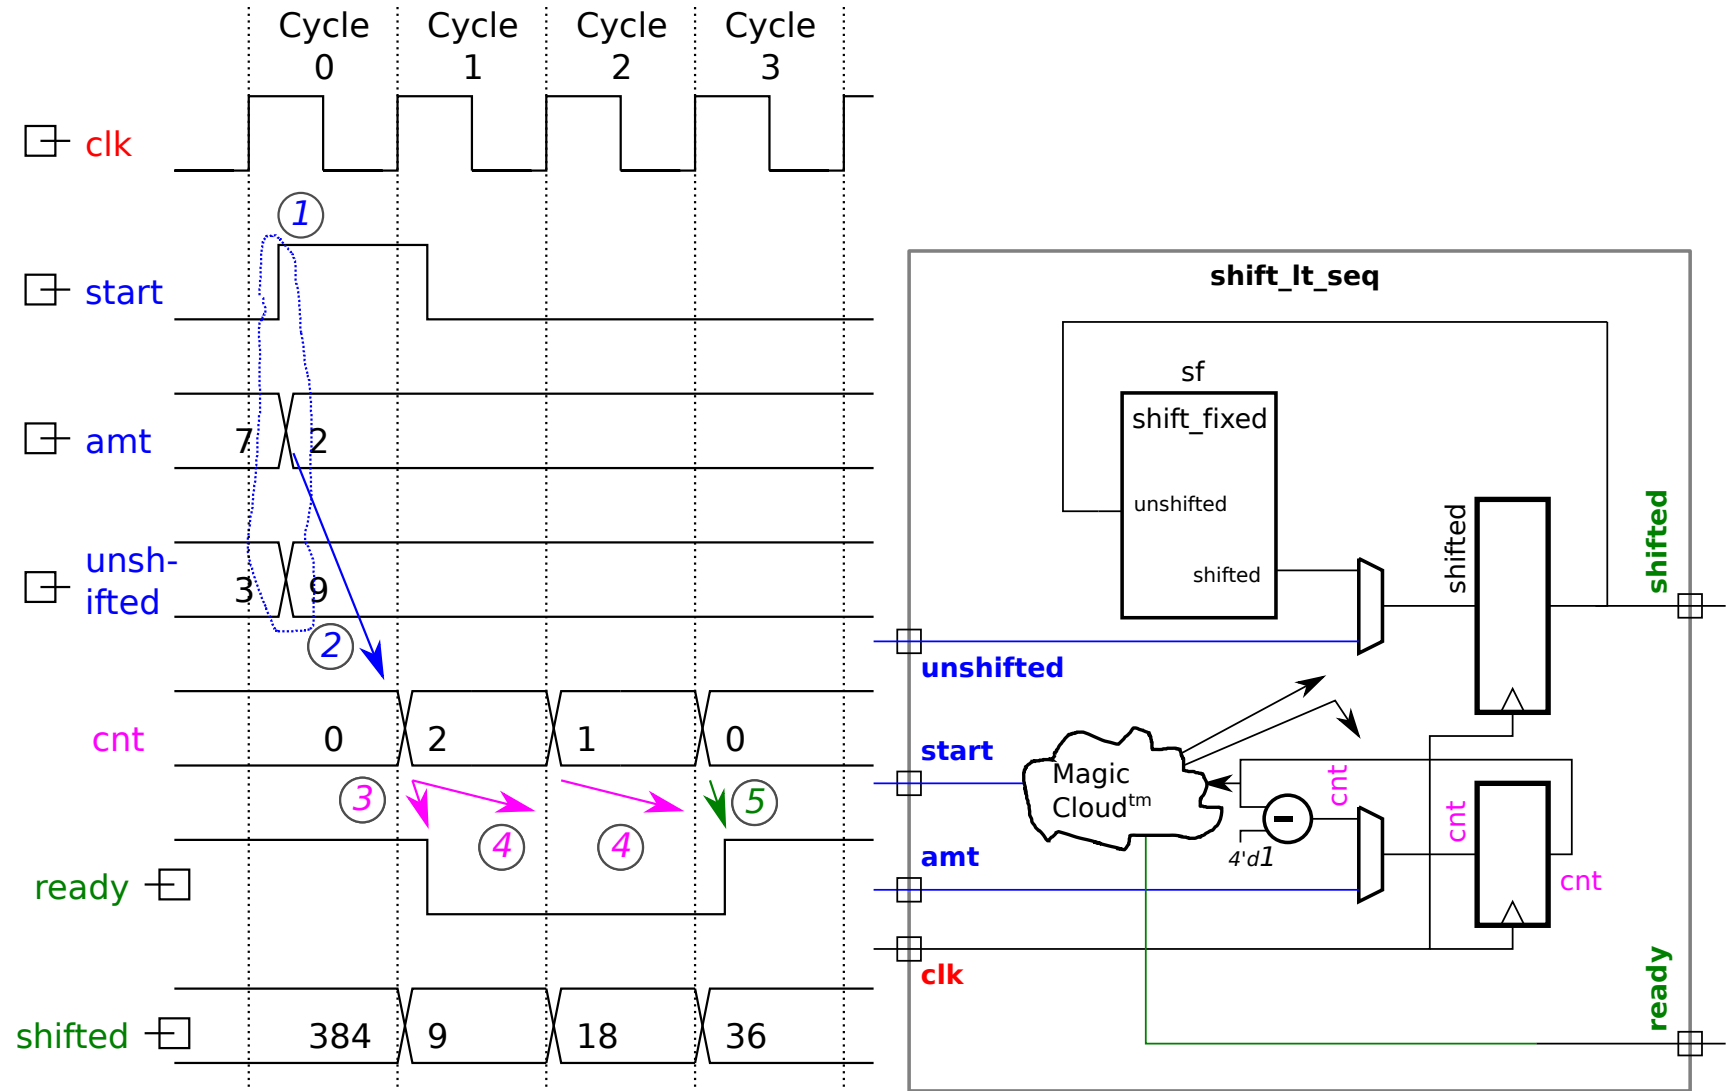 Cycle Cycle Cycle Cycle
0 1 2 3
clk
1
start
amt
7 2
unsh-
ifted
3 9
2
cnt
0 2 1 0
3 4 4 5
ready
shifted
384 9 18 36
shift_lt_seq
sf
shift_fixed
unshifted
shifted
shifted
shifted
unshifted
start
Magic
Cloudtm
cnt
cnt
4'd1
amt
cnt
clk
ready